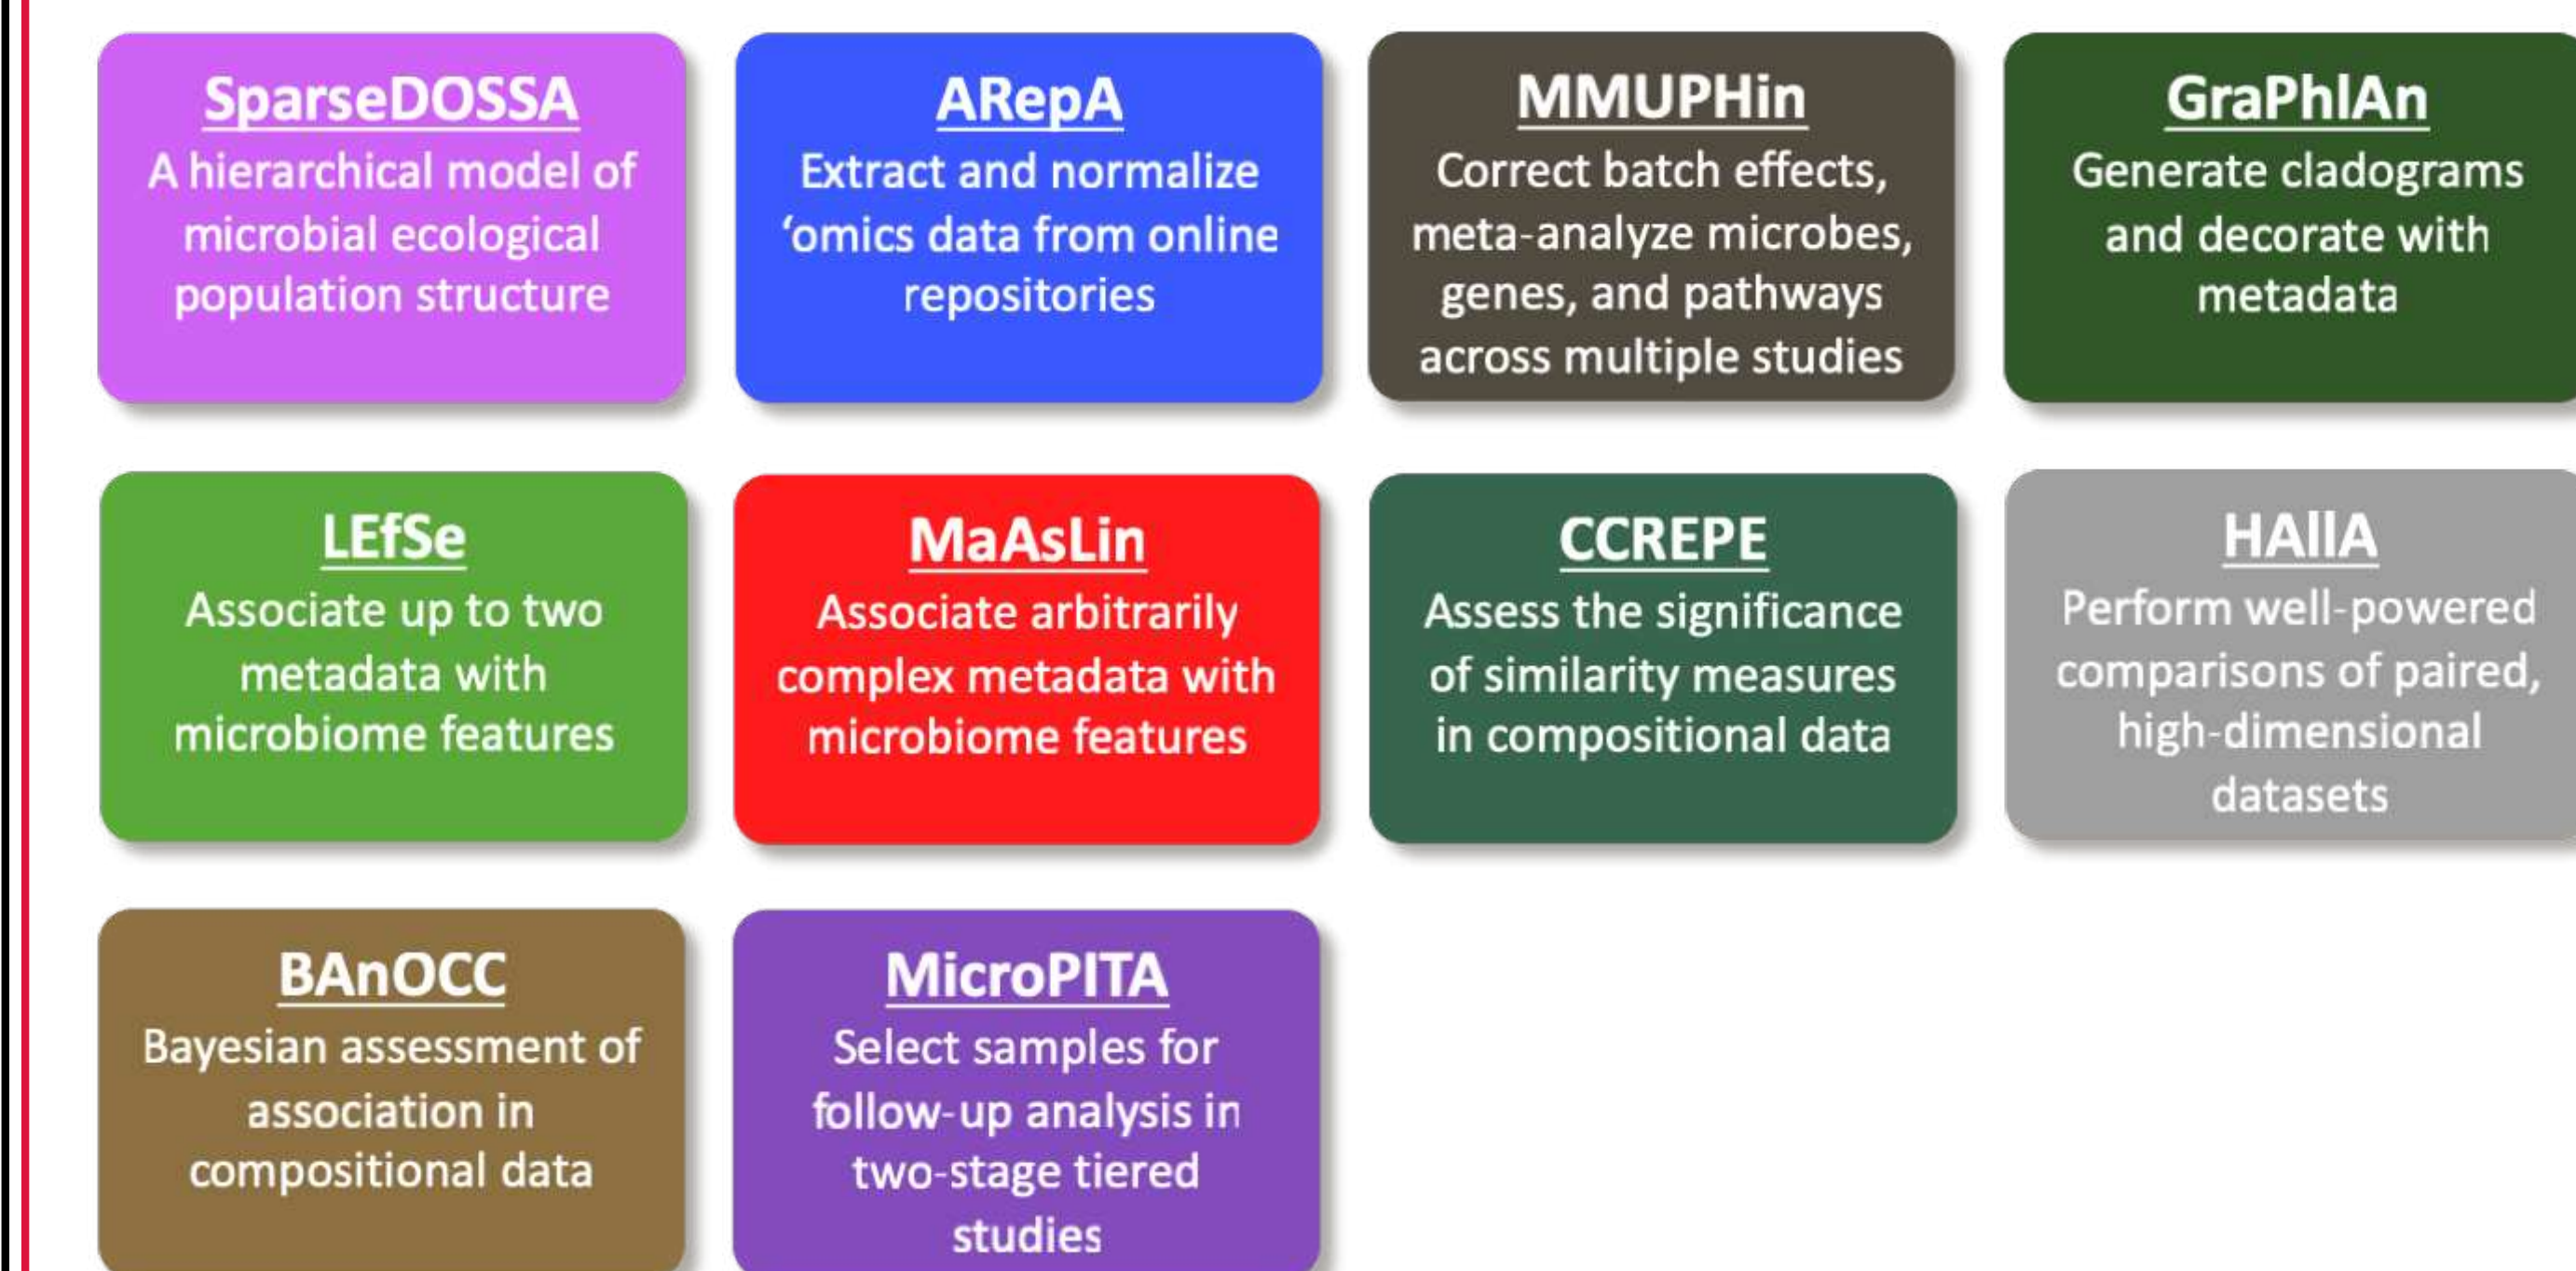 SparseDOSSA
A hierarchical model of
microbial ecological
population structure
ARepA
Extract and normalize
‘omics data from online
repositories
MMUPHin
Correct batch effects,
meta-analyze microbes,
genes, and pathways
across multiple studies
GraPhlAn
Generate cladograms
and decorate with
metadata
LEfSe
Associate up to two
metadata with
microbiome features
MaAsLin
Associate arbitrarily
complex metadata with
microbiome features
CCREPE
Assess the significance
of similarity measures
in compositional data
HAllA
Perform well-powered
comparisons of paired,
high-dimensional
datasets
BAnOCC
Bayesian assessment of
association in
compositional data
MicroPITA
Select samples for
follow-up analysis in
two-stage tiered
studies